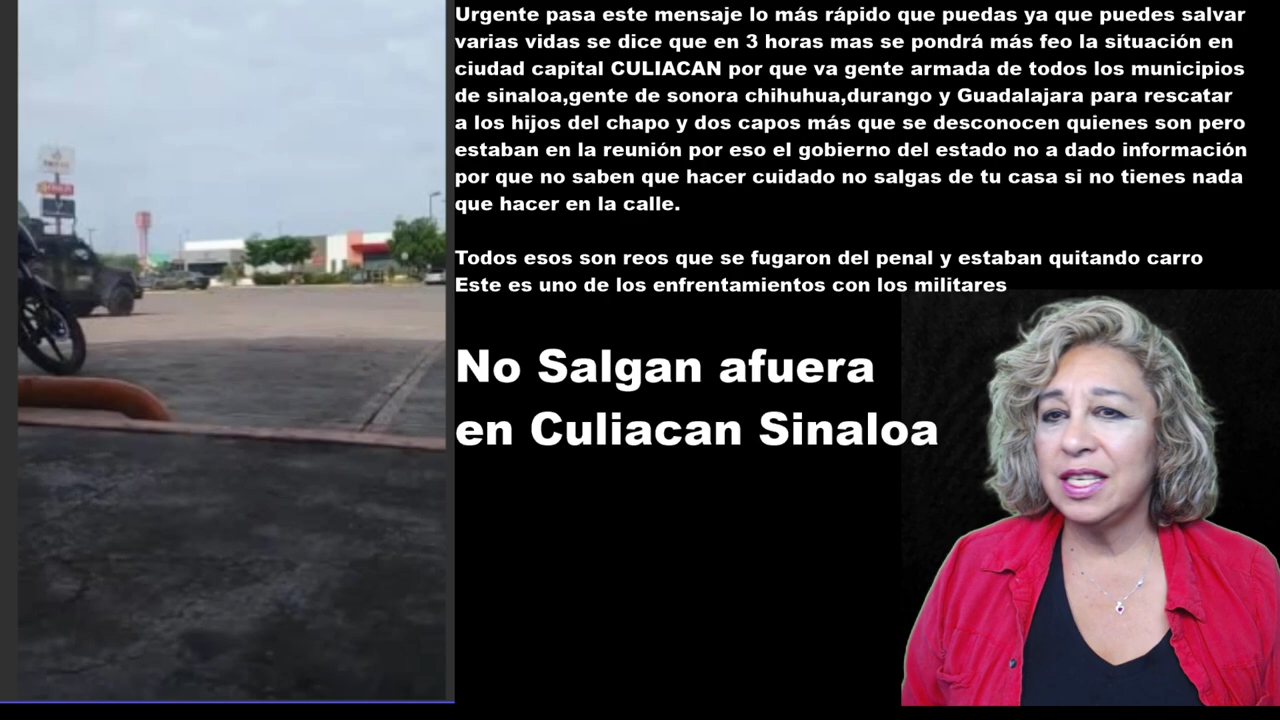 Urgente pasa este mensaje lo más rápido que puedas ya que puedes salvar
varias vidas se dice que en 3 horas mas se pondrá más feo la situación en
ciudad capital CULIACAN por que va gente armada de todos los municipios
de sinaloa,gente de sonora chihuhua,durango y Guadalajara para rescatar
a los hijos del chapo y dos capos más que se desconocen quienes son pero
estaban en la reunión por eso el gobierno del estado no a dado información
por que no saben que hacer cuidado no salgas de tu casa si no tienes nada
que hacer en la calle.
Todos esos son reos que se fugaron del penal y estaban quitando carro
Este es uno de los enfrentamientos con los militares
No Salgan afuera
en Culiacan Sinaloa